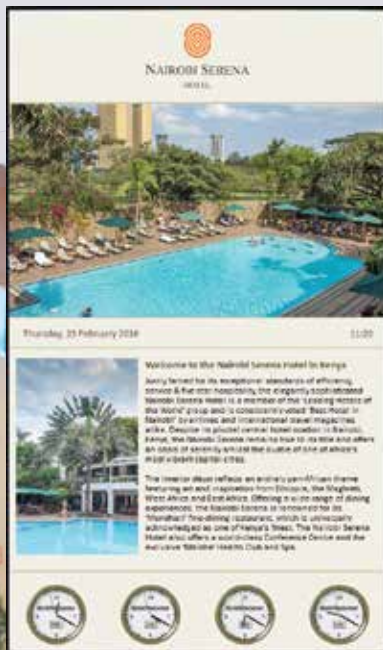 NAIROBI SERENA
HOTEL
Thursday, 25 February 2016
11:20
Welcome to the Nairobi Serena Hotel in Kenya
Justly famed for its exceptional standards of efficiency,
service & five star hospitality, the elegantly sophisticated
Nairobi Serena Hotel is a member of the 'Leading Hotels of
the World' group and is consistently voted 'Best Hotel in
Nairobi' by airlines and international travel magazines
alike. Despite its pivotal central hotel location in Nairobi,
Kenya, the Nairobi Serena remains true to its title and offers
an oasis of serenity amidst the bustle of one of Africa's
most vibrant capital cities.
The interior décor reflects an entirely pan-African theme
featuring art and inspiration from Ethiopia, the Maghreb,
West Africa and East Africa. Offering a wide range of dining
experiences, the Nairobi Serena is renowned for its
'Mandhari' fine-dining restaurant, which is universally
acknowledged as one of Kenya's finest. The Nairobi Serena
Hotel also offers a world-class Conference Centre and the
exclusive 'Maisha' Health Club and Spa.